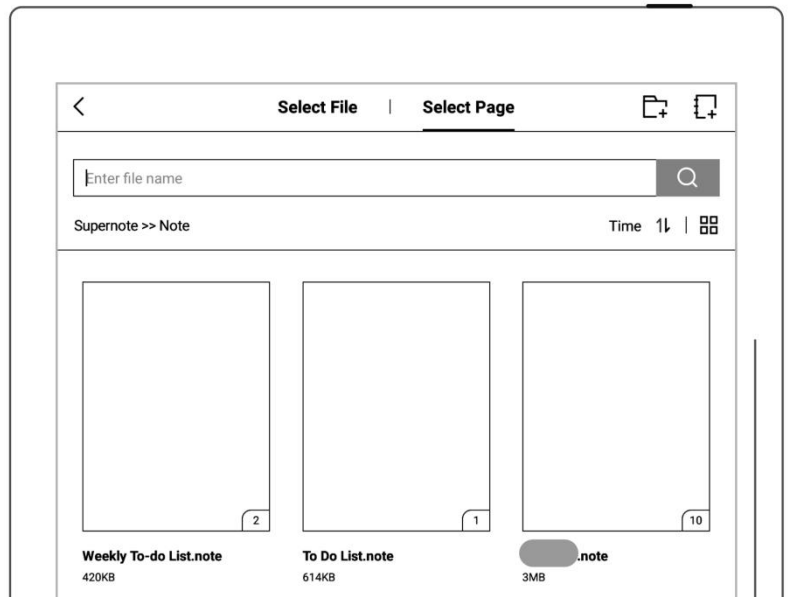 Select File | Select Page
Enter file name
Supernote >> Note
Time
2
1
10
Weekly To-do List.note
To Do List.note
.note
420KB
614KB
3MB